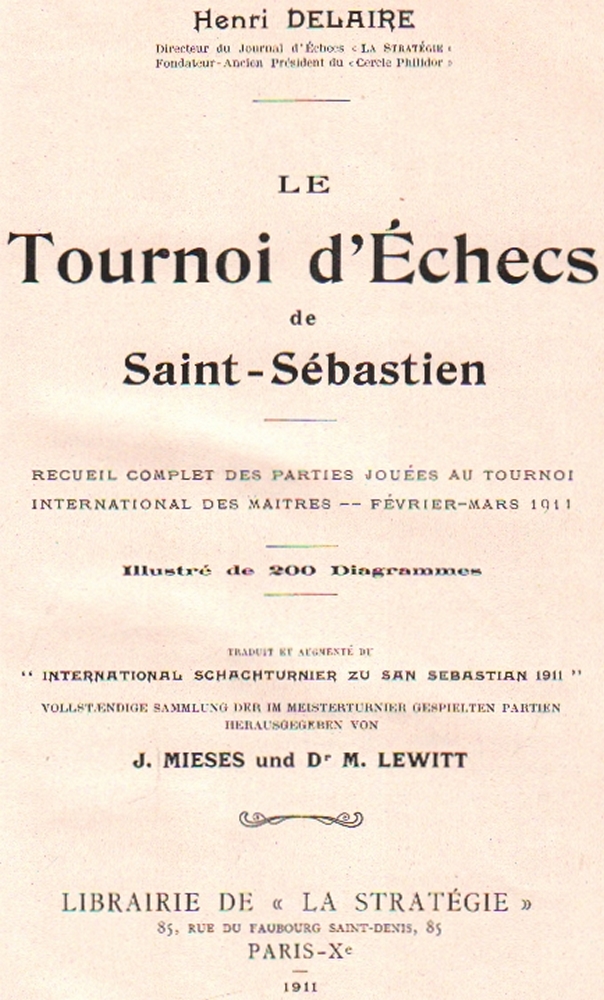 Henri DELAIRE
Directeur du Journal d'Échecs « LA STRATÉGIE »
Fondateur-Ancien Président du « Cercle Philidor »
LE
Tournoi d'Échecs
de
Saint-Sébastien
RECUEIL COMPLET DES PARTIES JOUÉES AU TOURNOI
INTERNATIONAL DES MAITRES -- FÉVRIER-MARS 1911
Illustré de 200 Diagrammes
TRADUIT ET AUGMENTÉ DU
“ INTERNATIONAL SCHACHTURNIER ZU SAN SEBASTIAN 1911 ”
VOLLSTÆNDIGE SAMMLUNG DER IM MEISTERTURNIER GESPIELTEN PARTIEN
HERAUSGEGEBEN VON
J. MIESES und Dr M. LEWITT
LIBRAIRIE DE « LA STRATÉGIE »
85, RUE DU FAUBOURG SAINT-DENIS, 85
PARIS-Xe
1911